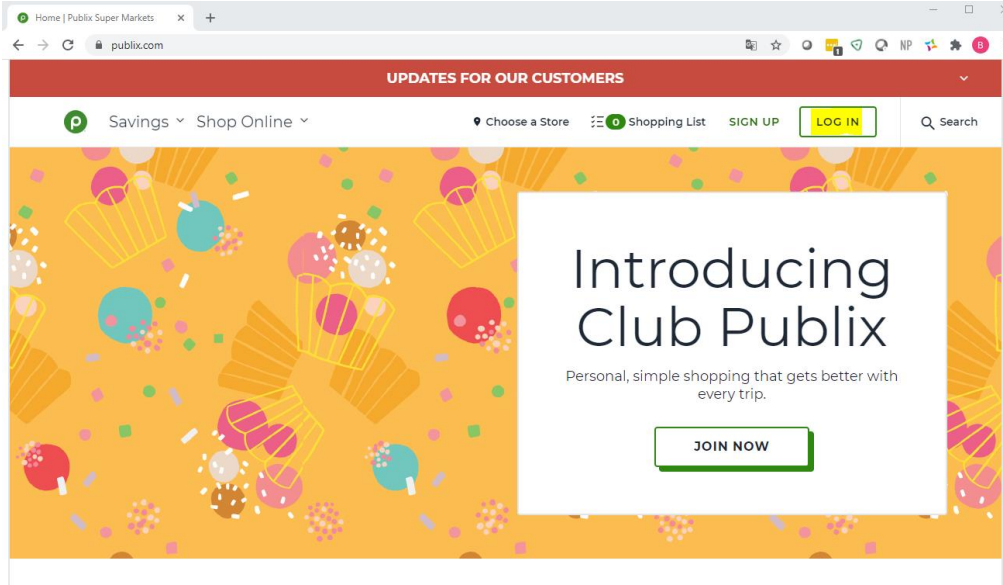 Home | Publix Super Markets
publix.com
1
NP
B
UPDATES FOR OUR CUSTOMERS
p
Savings Shop Online Choose a Store 0 Shopping List SIGN UP LOG IN Search
Introducing
Club Publix
Personal, simple shopping that gets better with
every trip.
JOIN NOW